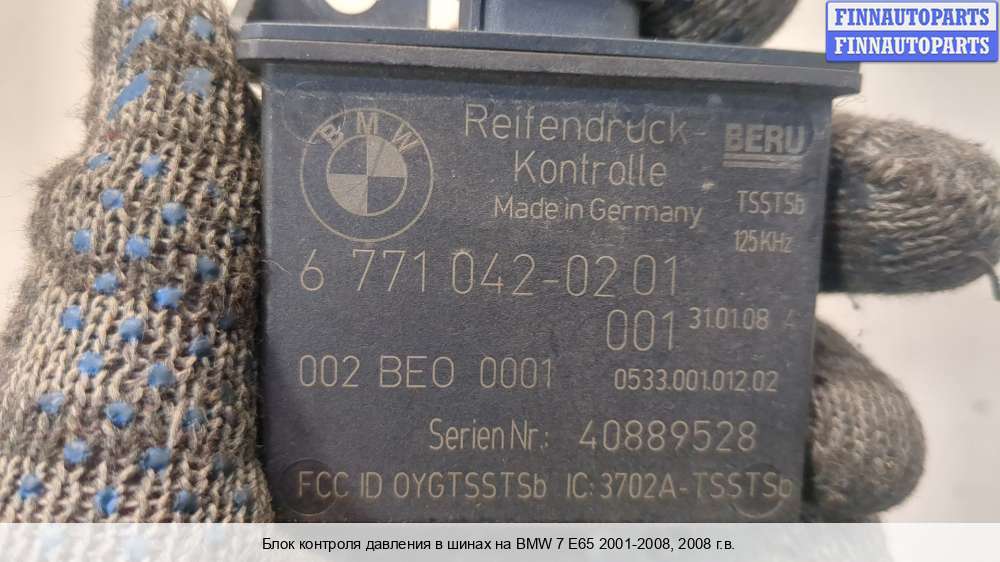 FINNAUTOPARTS
FINNAUTOPARTS
BMW
Reifendruck-
Kontrolle
Made in Germany
BERU
TSSTSb
125KHz
6 771 042-02 01
001 31.01.08 4
002 BEO 0001 0533.001.012.02
Serien Nr.: 40889528
FCC ID OYGTSSTSb IC: 3702A-TSSTSb
Блок контроля давления в шинах на BMW 7 E65 2001-2008, 2008 г.в.